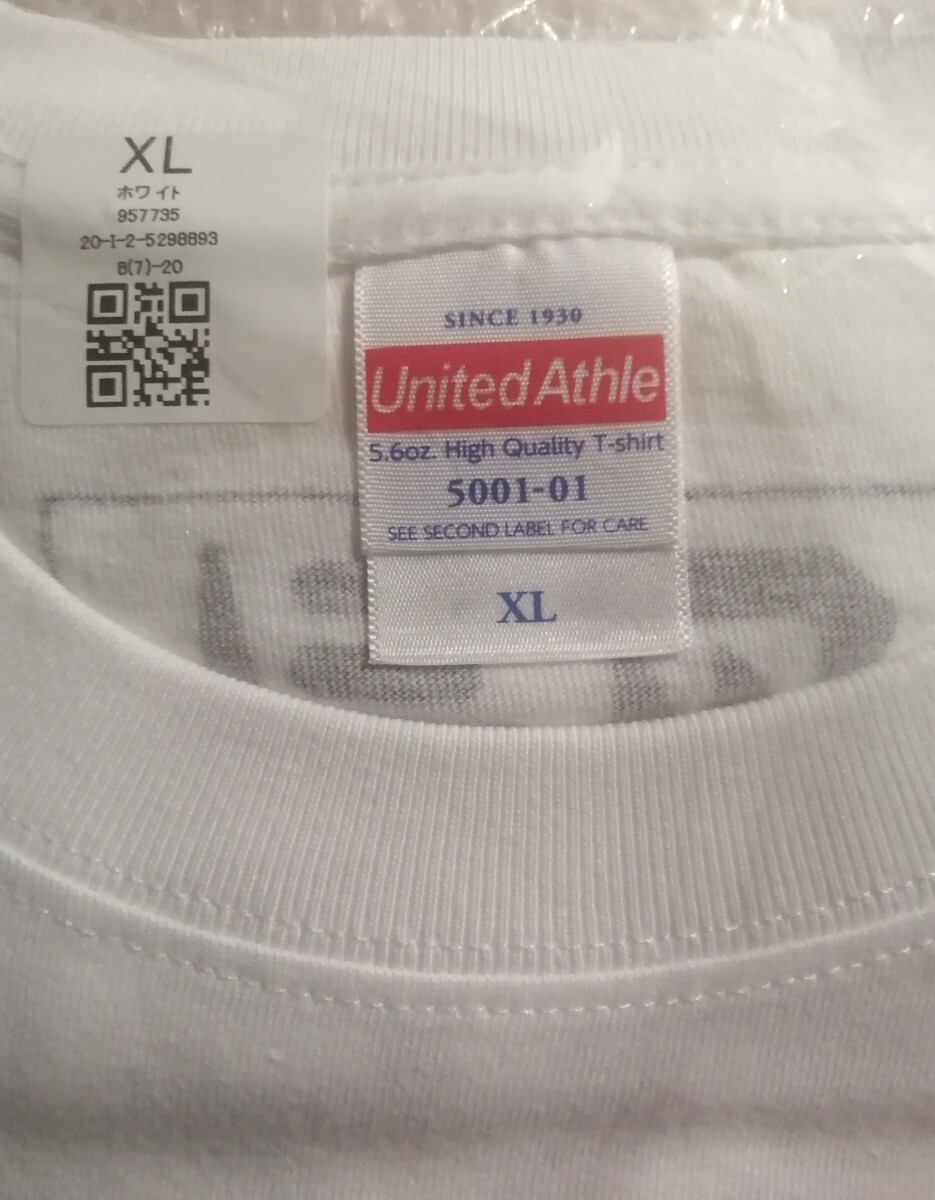 XL
ホワイト
957735
20-1-2-5298893
8(7)-20
SINCE 1930
United Athle
5.6oz. High Quality T-shirt
5001-01
SEE SECOND LABEL FOR CARE
XL